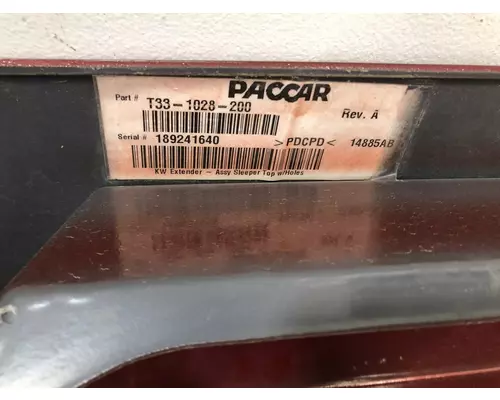 PACCAR
Part # T33-1028-200 Rev. A
Serial # 189241640 >PDCPD< 14885AB
KW Extender - Assy Sleeper Top w/Holes